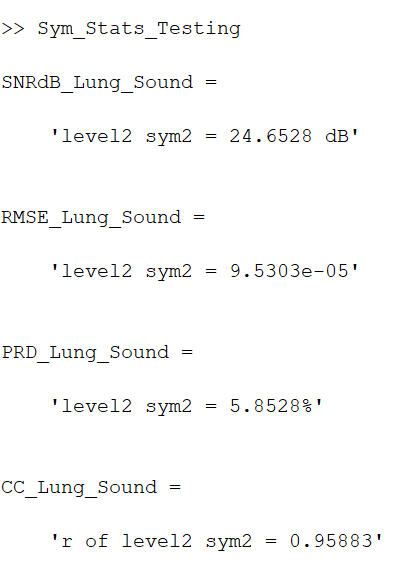 >> Sym_Stats_Testing
SNRdB_Lung_Sound =
'level2 sym2 = 24.6528 dB'
RMSE_Lung_Sound =
'level2 sym2 = 9.5303e-05'
PRD_Lung_Sound =
'level2 sym2 = 5.8528%'
CC_Lung_Sound =
'r of level2 sym2 = 0.95883'